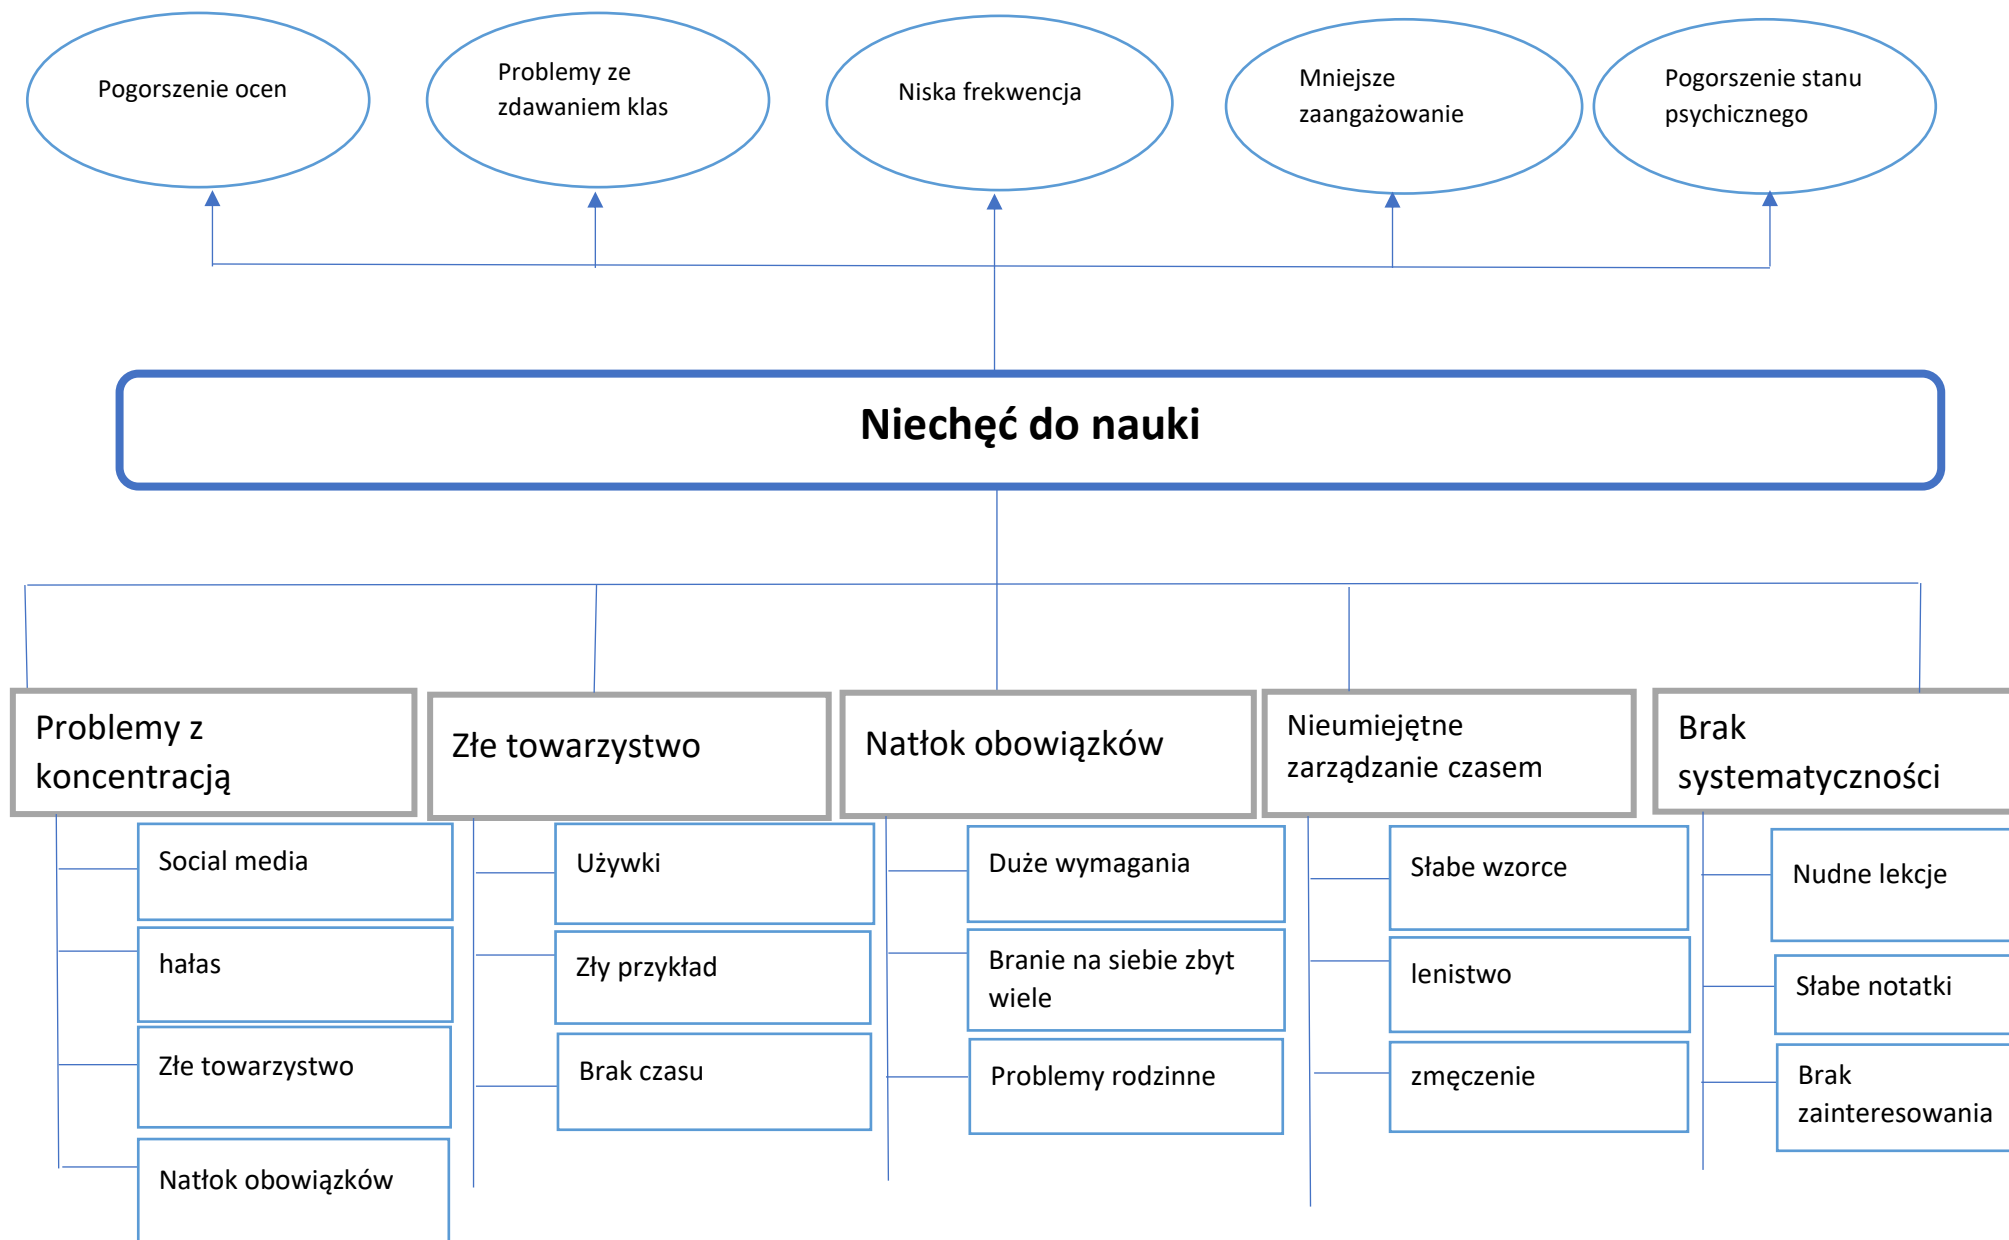 Pogorszenie ocen
Problemy ze
zdawaniem klas
Niska frekwencja
Mniejsze
zaangażowanie
Pogorszenie stanu
psychicznego
Niechęć do nauki
Problemy z
koncentracją
Złe towarzystwo
Natłok obowiązków
Nieumiejętne
zarządzanie czasem
Brak
systematyczności
Social media
hałas
Złe towarzystwo
Natłok obowiązków
Używki
Zły przykład
Brak czasu
Duże wymagania
Branie na siebie zbyt
wiele
Problemy rodzinne
Słabe wzorce
lenistwo
zmęczenie
Nudne lekcje
Słabe notatki
Brak
zainteresowania